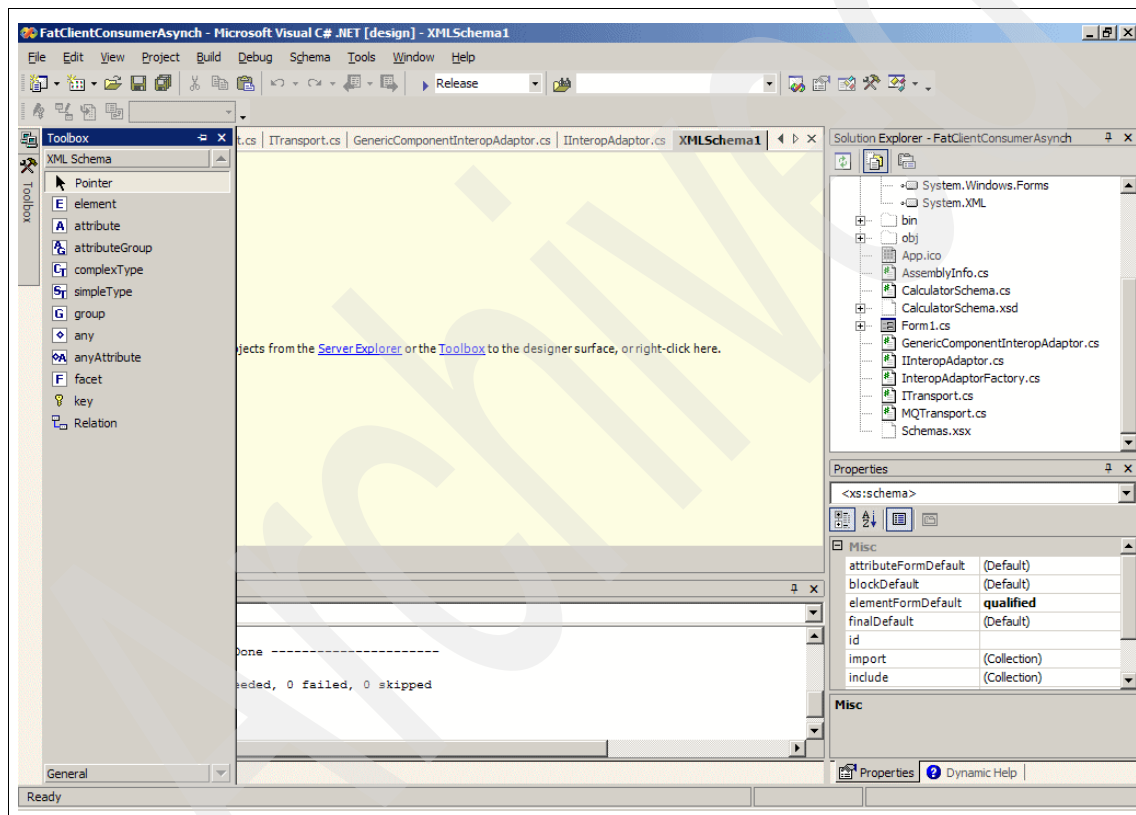 FatClientConsumerAsynch - Microsoft Visual C# .NET [design] - XMLSchema1
File Edit View Project Build Debug Schema Tools Window Help
Release
Toolbox
t.cs | ITransport.cs | GenericComponentInteropAdaptor.cs | IInteropAdaptor.cs XMLSchema1
Toolbox
XML Schema
Pointer
E element
A attribute
AG attributeGroup
CT complexType
ST simpleType
G group
any
A anyAttribute
F facet
key
Relation
General
jects from the Server Explorer or the Toolbox to the designer surface, or right-click here.
Done ----------------------
eeded, 0 failed, 0 skipped
Solution Explorer - FatClientConsumerAsynch
System.Windows.Forms
System.XML
bin
obj
App.ico
AssemblyInfo.cs
CalculatorSchema.cs
CalculatorSchema.xsd
Form1.cs
GenericComponentInteropAdaptor.cs
IInteropAdaptor.cs
InteropAdaptorFactory.cs
ITransport.cs
MQTransport.cs
Schemas.xsx
Properties
<xs:schema>
Misc
attributeFormDefault (Default)
blockDefault (Default)
elementFormDefault qualified
finalDefault (Default)
id
import (Collection)
include (Collection)
Misc
Properties Dynamic Help
Ready
Archived